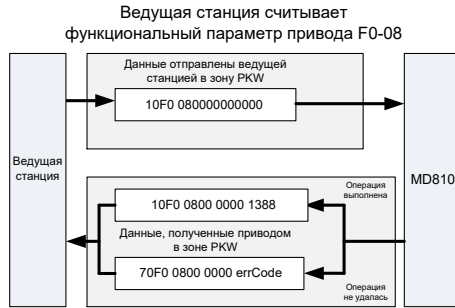 Ведущая станция считывает
функциональный параметр привода F0-08
Данные отправлены ведущей
станцией в зону PKW
10F0 080000000000
Ведущая
станция
MD810
10F0 0800 0000 1388
Операция
выполнена
Данные, полученные приводом
в зоне PKW
70F0 0800 0000 errCode
Операция
не удалась